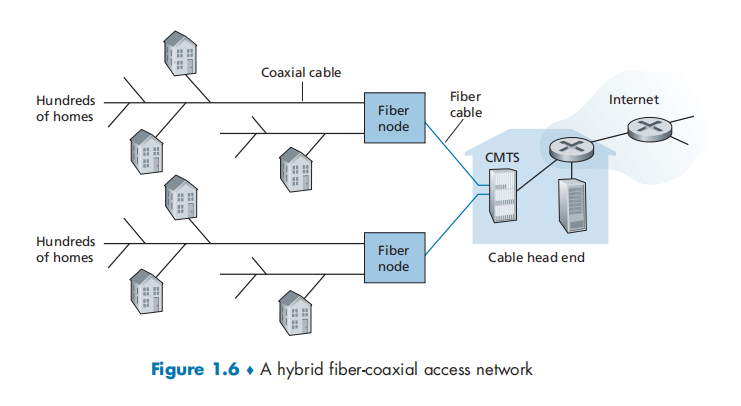 Coaxial cable
Hundreds
of homes
Fiber
node
Fiber
cable
Internet
CMTS
Hundreds
of homes
Fiber
node
Cable head end
Figure 1.6 ♦ A hybrid fiber-coaxial access network